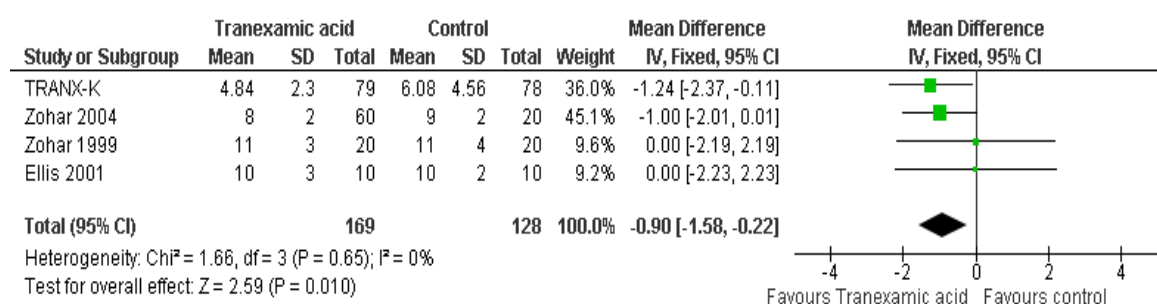 Tranexamic acid Control Mean Difference Mean Difference
Study or Subgroup Mean SD Total Mean SD Total Weight IV, Fixed, 95% CI IV, Fixed, 95% CI
TRANX-K 4.84 2.3 79 6.08 4.56 78 36.0% -1.24 [-2.37, -0.11]
Zohar 2004 8 2 60 9 2 20 45.1% -1.00 [-2.01, 0.01]
Zohar 1999 11 3 20 11 4 20 9.6% 0.00 [-2.19, 2.19]
Ellis 2001 10 3 10 10 2 10 9.2% 0.00 [-2.23, 2.23]
Total (95% CI) 169 128 100.0% -0.90 [-1.58, -0.22]
Heterogeneity: Chi² = 1.66, df = 3 (P = 0.65); I² = 0%
Test for overall effect: Z = 2.59 (P = 0.010)
-4 -2 0 2 4
Favours Tranexamic acid Favours control